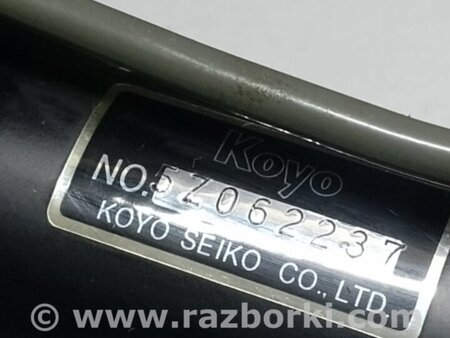 Koyo
NO.5Z062237
KOYO SEIKO CO.,LTD.
© www.razborki.com